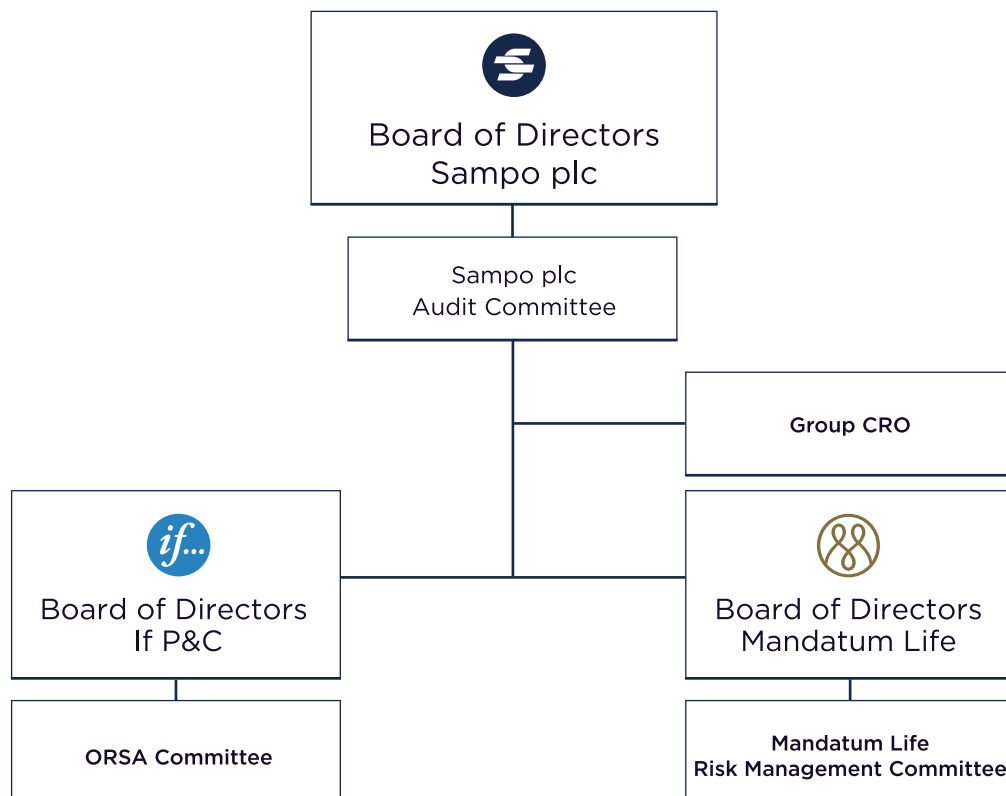 Board of Directors
Sampo plc
Sampo plc
Audit Committee
Group CRO
if...
Board of Directors
If P&C
Board of Directors
Mandatum Life
ORSA Committee
Mandatum Life
Risk Management Committee